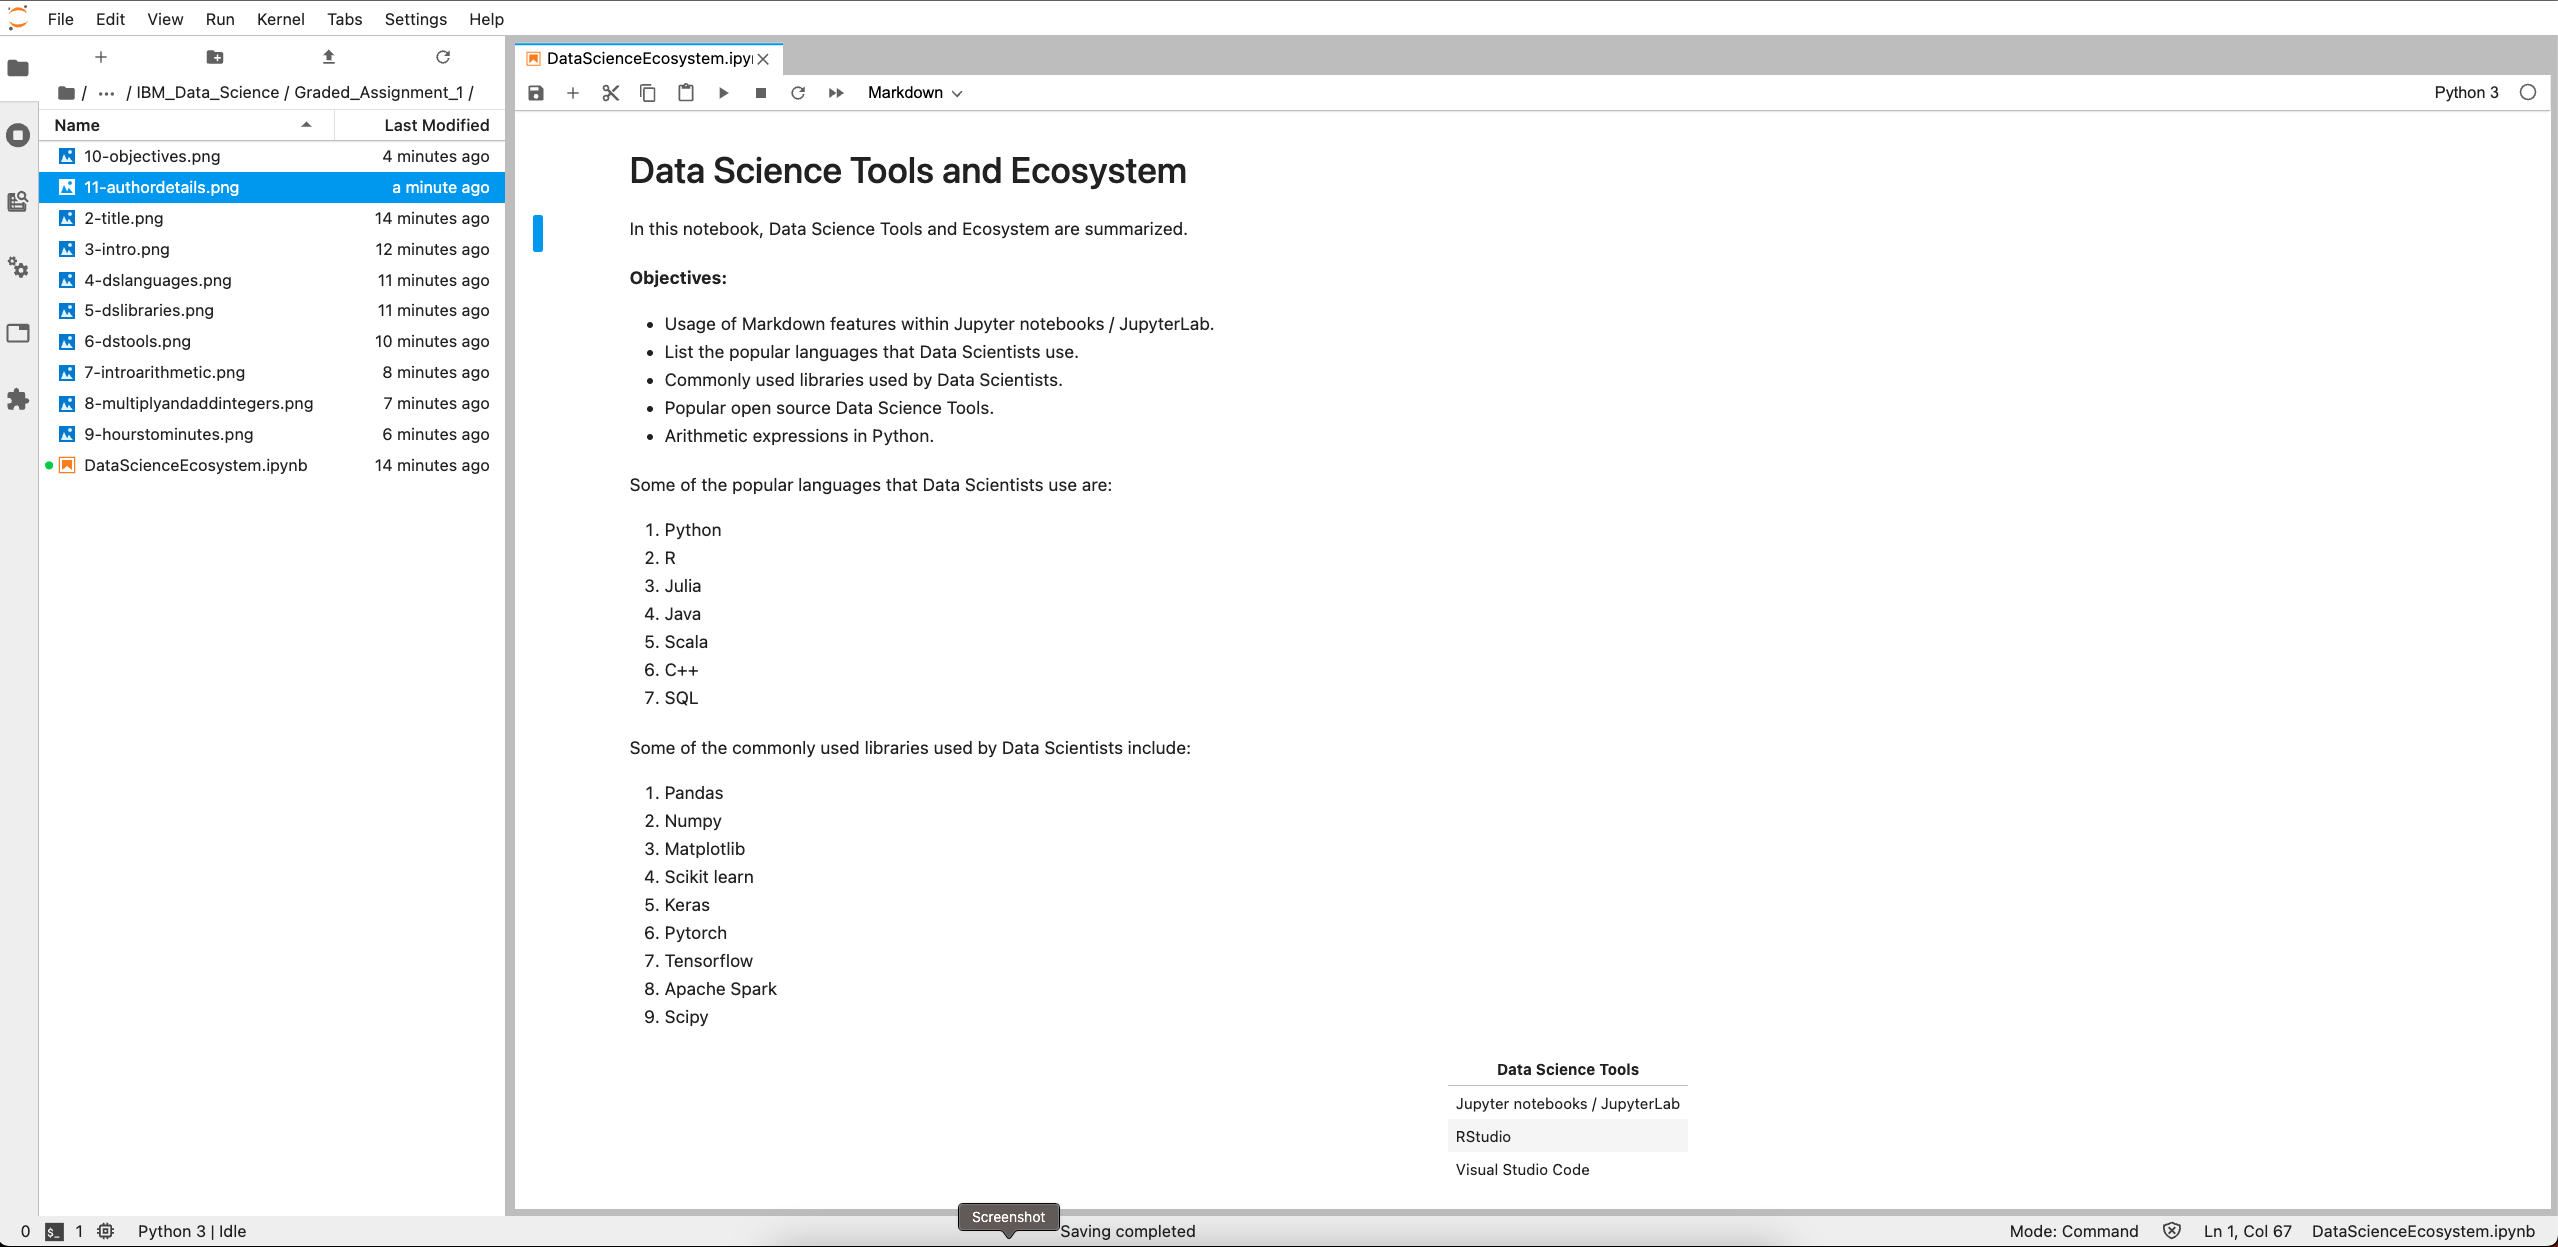 File Edit View Run Kernel Tabs Settings Help
/ ··· / IBM_Data_Science / Graded_Assignment_1 /
Name Last Modified
10-objectives.png 4 minutes ago
11-authordetails.png a minute ago
2-title.png 14 minutes ago
3-intro.png 12 minutes ago
4-dslanguages.png 11 minutes ago
5-dslibraries.png 11 minutes ago
6-dstools.png 10 minutes ago
7-introarithmetic.png 8 minutes ago
8-multiplyandaddintegers.png 7 minutes ago
9-hourstominutes.png 6 minutes ago
DataScienceEcosystem.ipynb 14 minutes ago
DataScienceEcosystem.ipy
Markdown Python 3
Data Science Tools and Ecosystem
In this notebook, Data Science Tools and Ecosystem are summarized.
Objectives:
• Usage of Markdown features within Jupyter notebooks / JupyterLab.
• List the popular languages that Data Scientists use.
• Commonly used libraries used by Data Scientists.
• Popular open source Data Science Tools.
• Arithmetic expressions in Python.
Some of the popular languages that Data Scientists use are:
1. Python
2. R
3. Julia
4. Java
5. Scala
6. C++
7. SQL
Some of the commonly used libraries used by Data Scientists include:
1. Pandas
2. Numpy
3. Matplotlib
4. Scikit learn
5. Keras
6. Pytorch
7. Tensorflow
8. Apache Spark
9. Scipy
Data Science Tools
Jupyter notebooks / JupyterLab
RStudio
Visual Studio Code
Screenshot
0 $_ 1 Python 3 | Idle Saving completed Mode: Command Ln 1, Col 67 DataScienceEcosystem.ipynb